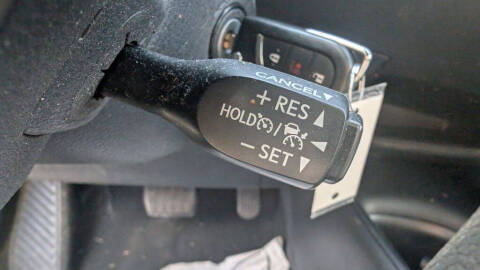 CANCEL
+ RES
HOLD /
− SET